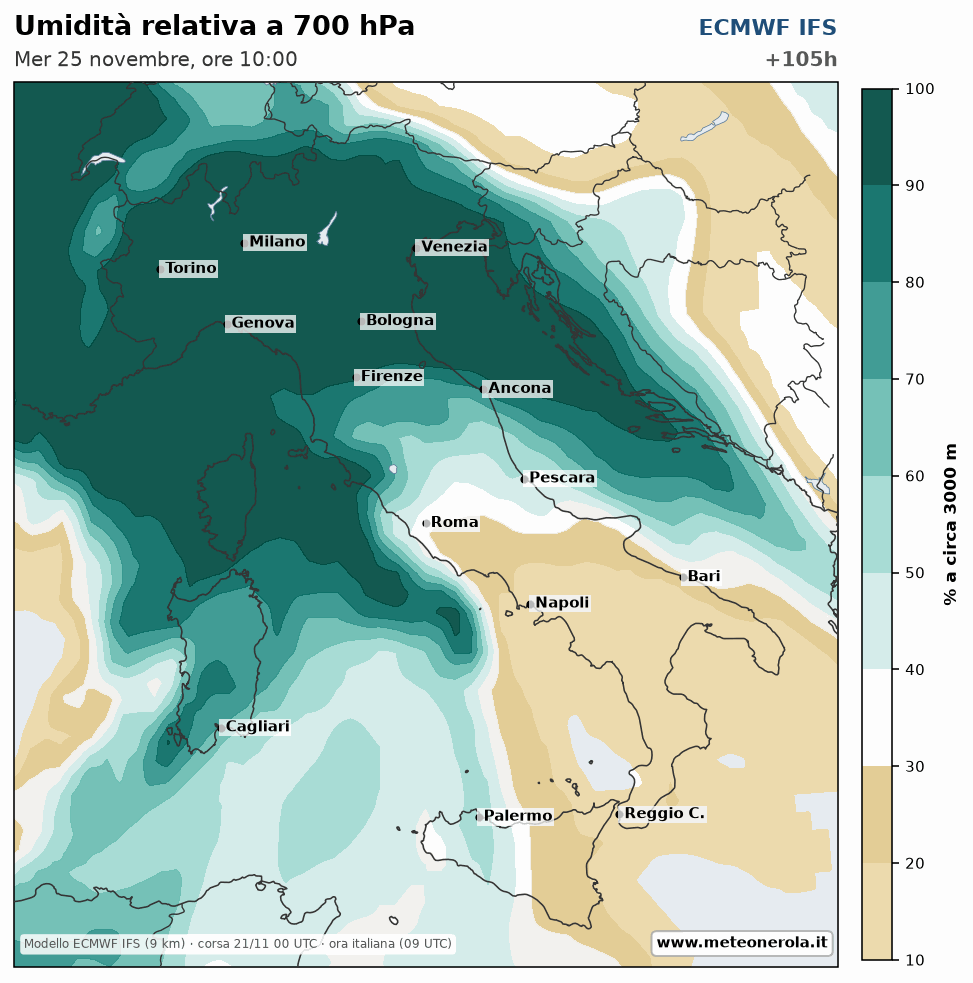 Umidità relativa a 700 hPa
ECMWF IFS
Mer 25 novembre, ore 10:00
+105h
100
90
80
70
60
50
40
30
20
10
% a circa 3000 m
Milano
Venezia
Torino
Genova
Bologna
Firenze
Ancona
Pescara
Roma
Bari
Napoli
Cagliari
Palermo
Reggio C.
Modello ECMWF IFS (9 km) · corsa 21/11 00 UTC · ora italiana (09 UTC)
www.meteonerola.it